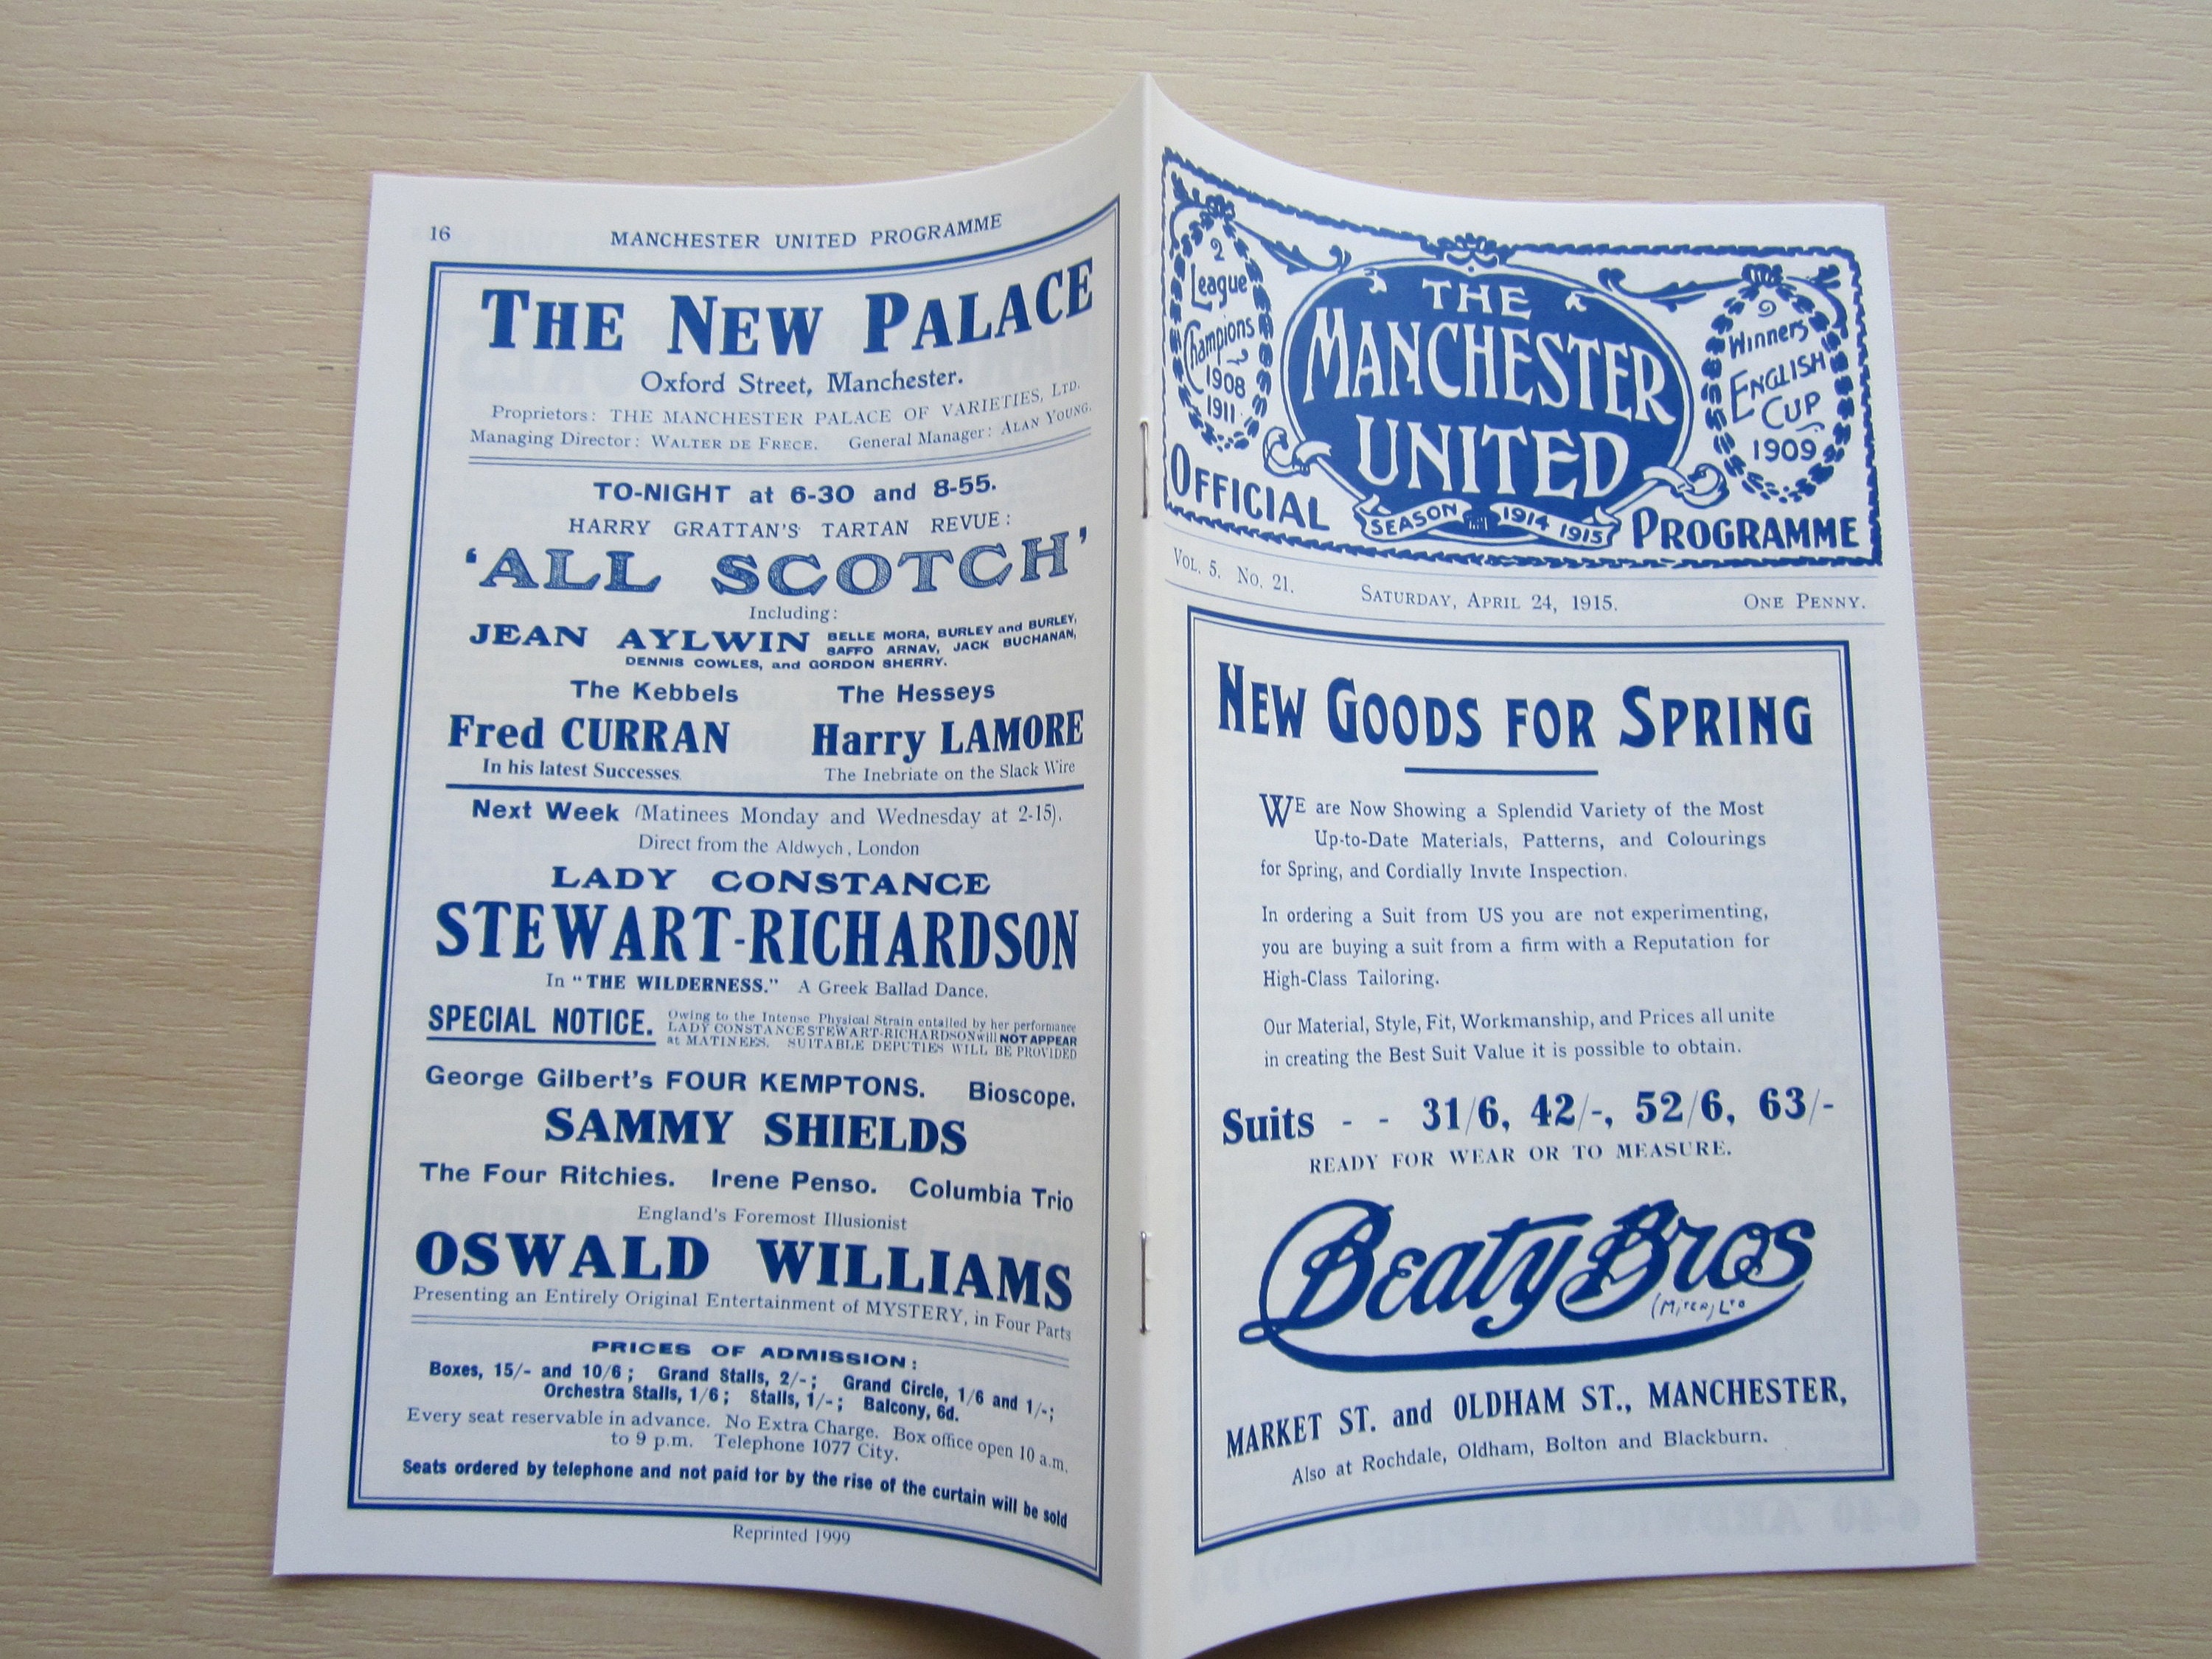 16
MANCHESTER UNITED PROGRAMME
THE NEW PALACE
Oxford Street, Manchester.
Proprietors: THE MANCHESTER PALACE OF VARIETIES, LTD.
Managing Director: WALTER DE FRECE. General Manager: ALAN YOUNG.
TO-NIGHT at 6-30 and 8-55.
HARRY GRATTAN'S TARTAN REVUE:
'ALL SCOTCH'
Including:
JEAN AYLWIN BELLE MORA, BURLEY and BURLEY,
SAFFO ARNAV, JACK BUCHANAN,
DENNIS COWLES, and GORDON SHERRY.
The Kebbels The Hesseys
Fred CURRAN Harry LAMORE
In his latest Successes The Inebriate on the Slack Wire
Next Week (Matinees Monday and Wednesday at 2-15).
Direct from the Aldwych, London
LADY CONSTANCE
STEWART-RICHARDSON
In "THE WILDERNESS." A Greek Ballad Dance.
SPECIAL NOTICE. Owing to the Intense Physical Strain entailed by her performance
LADY CONSTANCE STEWART-RICHARDSON will NOT APPEAR
at MATINEES. SUITABLE DEPUTIES WILL BE PROVIDED
George Gilbert's FOUR KEMPTONS. Bioscope.
SAMMY SHIELDS
The Four Ritchies. Irene Penso. Columbia Trio
England's Foremost Illusionist
OSWALD WILLIAMS
Presenting an Entirely Original Entertainment of MYSTERY, in Four Parts
PRICES OF ADMISSION:
Boxes, 15/- and 10/6; Grand Stalls, 2/-; Grand Circle, 1/6 and 1/-;
Orchestra Stalls, 1/6; Stalls, 1/-; Balcony, 6d.
Every seat reservable in advance. No Extra Charge. Box office open 10 a.m.
to 9 p.m. Telephone 1077 City.
Seats ordered by telephone and not paid for by the rise of the curtain will be sold
Reprinted 1999
2
League
Champions
1908
1911
THE
MANCHESTER
UNITED
Winners
ENGLISH
CUP
1909
OFFICIAL
SEASON 1914 1915
PROGRAMME
VOL. 5. No. 21. SATURDAY, APRIL 24, 1915. ONE PENNY.
NEW GOODS FOR SPRING
WE are Now Showing a Splendid Variety of the Most
Up-to-Date Materials, Patterns, and Colourings
for Spring, and Cordially Invite Inspection.
In ordering a Suit from US you are not experimenting,
you are buying a suit from a firm with a Reputation for
High-Class Tailoring.
Our Material, Style, Fit, Workmanship, and Prices all unite
in creating the Best Suit Value it is possible to obtain.
Suits - - 31/6, 42/-, 52/6, 63/-
READY FOR WEAR OR TO MEASURE.
Beaty Bros
(M/TER) LTD
MARKET ST. and OLDHAM ST., MANCHESTER,
Also at Rochdale, Oldham, Bolton and Blackburn.